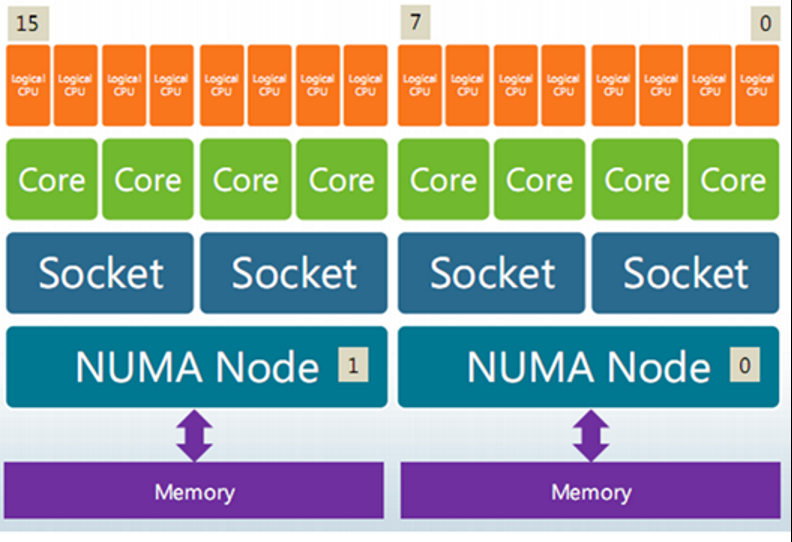 15 7 0
Logical Logical Logical Logical Logical Logical Logical Logical Logical Logical Logical Logical Logical Logical Logical Logical
CPU CPU CPU CPU CPU CPU CPU CPU CPU CPU CPU CPU CPU CPU CPU CPU
Core Core Core Core Core Core Core Core
Socket Socket Socket Socket
NUMA Node 1 NUMA Node 0
Memory Memory